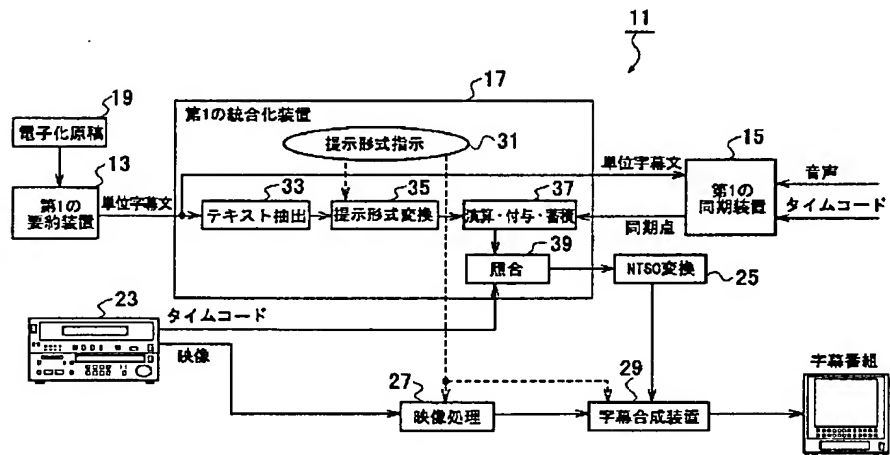 11
17
19
電子化原稿
第1の統合化装置
提示形式指示
31
15
13
第1の
要約装置
単位字幕文
33
テキスト抽出
35
提示形式変換
37
演算・付与・蓄積
単位字幕文
第1の
同期装置
音声
タイムコード
同期点
39
照合
NTSC変換
25
23
タイムコード
映像
27
映像処理
29
字幕合成装置
字幕番組